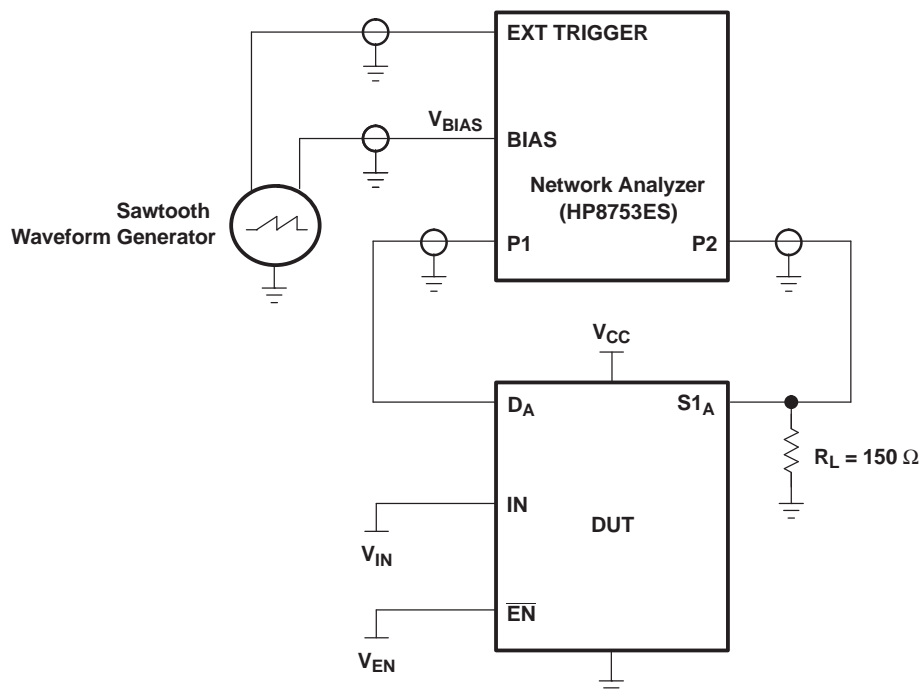 EXT TRIGGER
V_BIAS
BIAS
Network Analyzer
(HP8753ES)
Sawtooth
Waveform Generator
P1
P2
V_CC
D_A
S1_A
R_L = 150 Ω
IN
DUT
V_IN
E̅N̅
V_EN